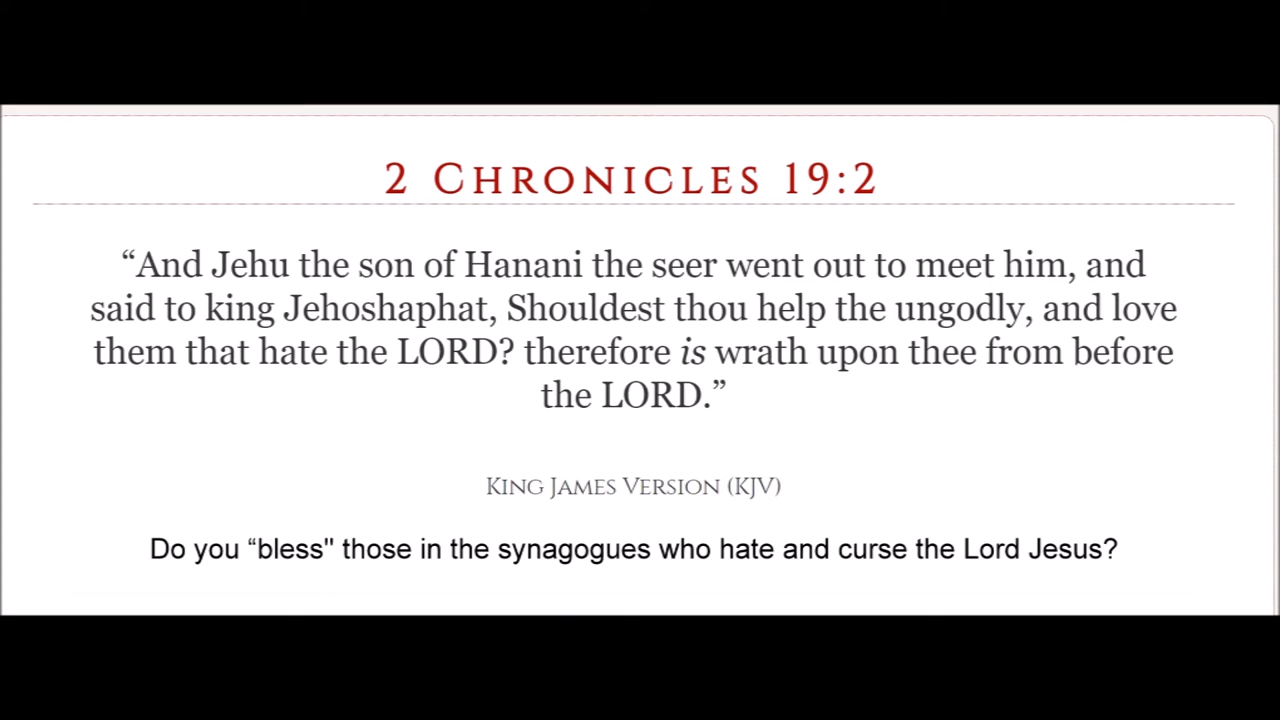 2 Chronicles 19:2
“And Jehu the son of Hanani the seer went out to meet him, and
said to king Jehoshaphat, Shouldest thou help the ungodly, and love
them that hate the LORD? therefore is wrath upon thee from before
the LORD.”
King James Version (KJV)
Do you “bless" those in the synagogues who hate and curse the Lord Jesus?